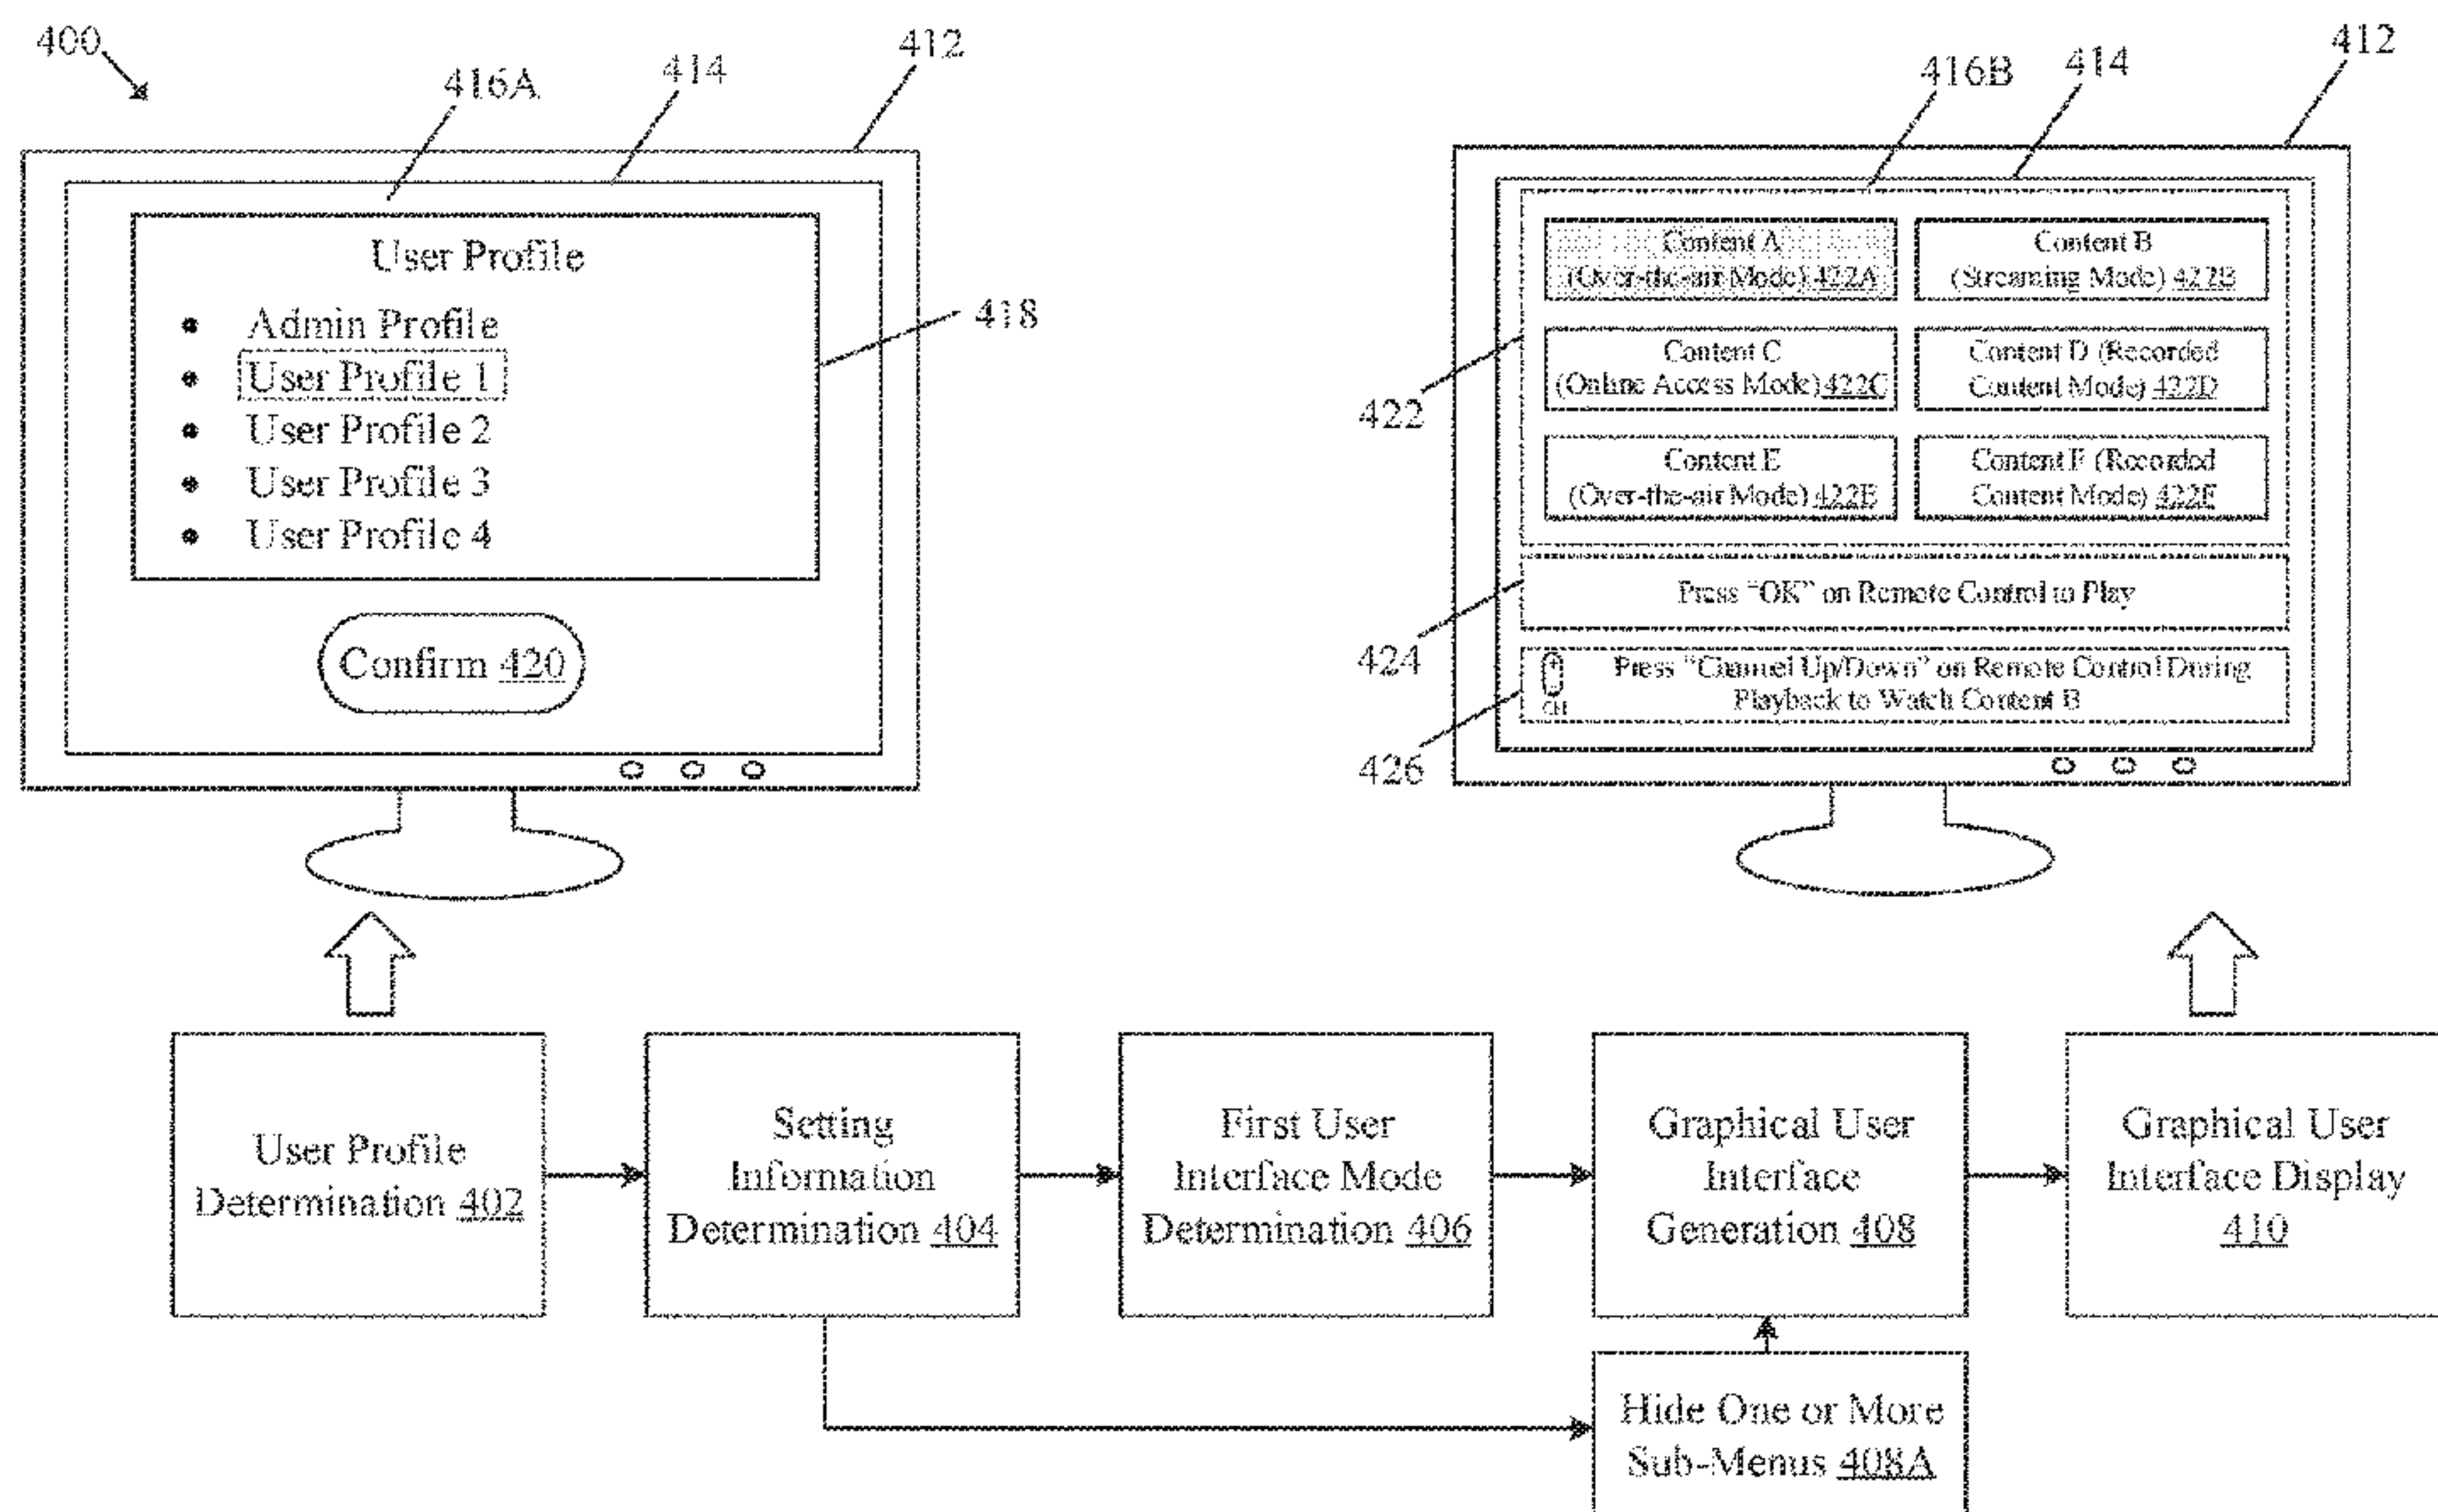 400
412
416A
414
User Profile
• Admin Profile
• User Profile 1
• User Profile 2
• User Profile 3
• User Profile 4
418
Confirm 420
412
416B
414
Content A
(Over-the-air Mode) 422A
Content B
(Streaming Mode) 422B
Content C
(Online Access Mode) 422C
Content D (Recorded
Content Mode) 422D
Content E
(Over-the-air Mode) 422E
Content F (Recorded
Content Mode) 422F
422
Press “OK” on Remote Control to Play
424
+
-
CH
Press “Channel Up/Down” on Remote Control During
Playback to Watch Content B
426
User Profile
Determination 402
Setting
Information
Determination 404
First User
Interface Mode
Determination 406
Graphical User
Interface
Generation 408
Graphical User
Interface Display
410
Hide One or More
Sub-Menus 408A